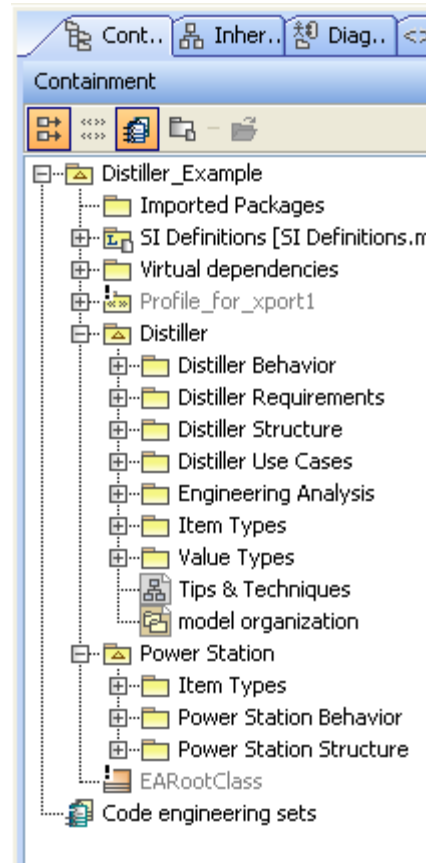 Cont.. Inher.. Diag..
Containment
Distiller_Example
Imported Packages
SI Definitions [SI Definitions.m
Virtual dependencies
Profile_for_xport1
Distiller
Distiller Behavior
Distiller Requirements
Distiller Structure
Distiller Use Cases
Engineering Analysis
Item Types
Value Types
Tips & Techniques
model organization
Power Station
Item Types
Power Station Behavior
Power Station Structure
EARootClass
Code engineering sets